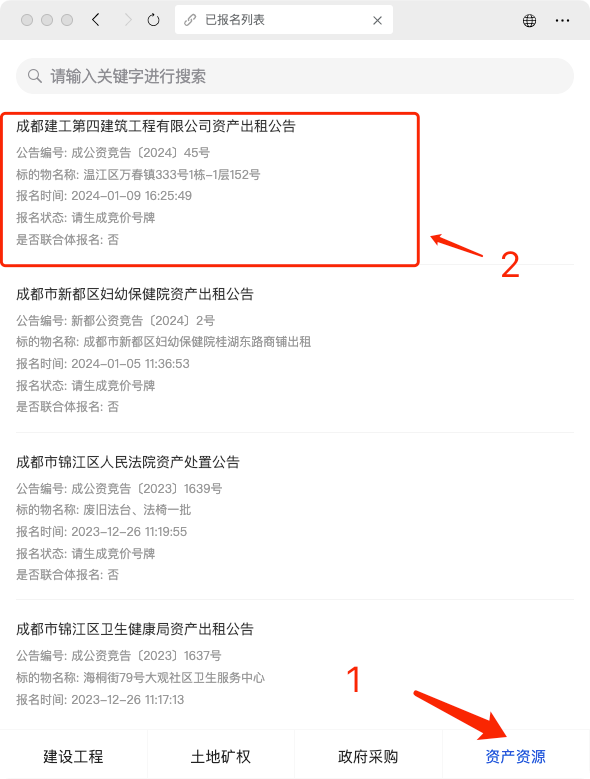 已报名列表
请输入关键字进行搜索
成都建工第四建筑工程有限公司资产出租公告
公告编号: 成公资竞告〔2024〕45号
标的物名称: 温江区万春镇333号1栋-1层152号
报名时间: 2024-01-09 16:25:49
报名状态: 请生成竞价号牌
是否联合体报名: 否
2
成都市新都区妇幼保健院资产出租公告
公告编号: 新都公资竞告〔2024〕2号
标的物名称: 成都市新都区妇幼保健院桂湖东路商铺出租
报名时间: 2024-01-05 11:36:53
报名状态: 请生成竞价号牌
是否联合体报名: 否
成都市锦江区人民法院资产处置公告
公告编号: 成公资竞告〔2023〕1639号
标的物名称: 废旧法台、法椅一批
报名时间: 2023-12-26 11:19:55
报名状态: 请生成竞价号牌
是否联合体报名: 否
成都市锦江区卫生健康局资产出租公告
公告编号: 成公资竞告〔2023〕1637号
标的物名称: 海桐街79号大观社区卫生服务中心
报名时间: 2023-12-26 11:17:13
1
建设工程
土地矿权
政府采购
资产资源